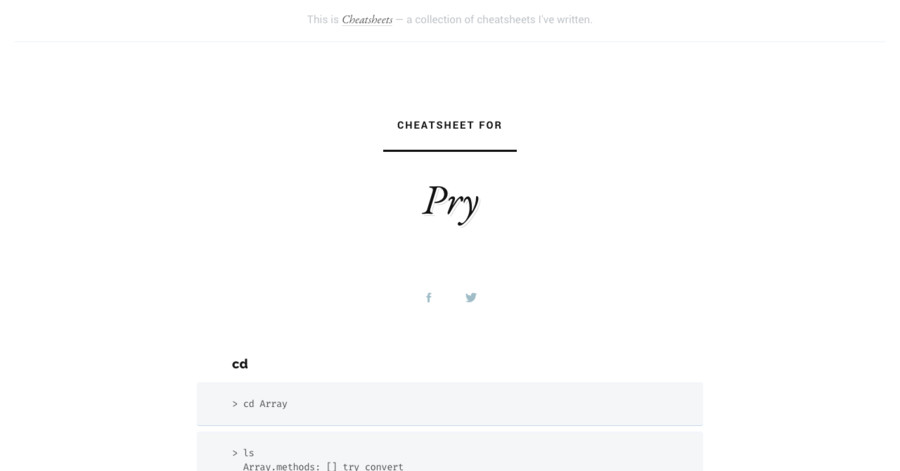 This is Cheatsheets — a collection of cheatsheets I've written.
CHEATSHEET FOR
Pry
cd
> cd Array
> ls
Array.methods: [] try_convert